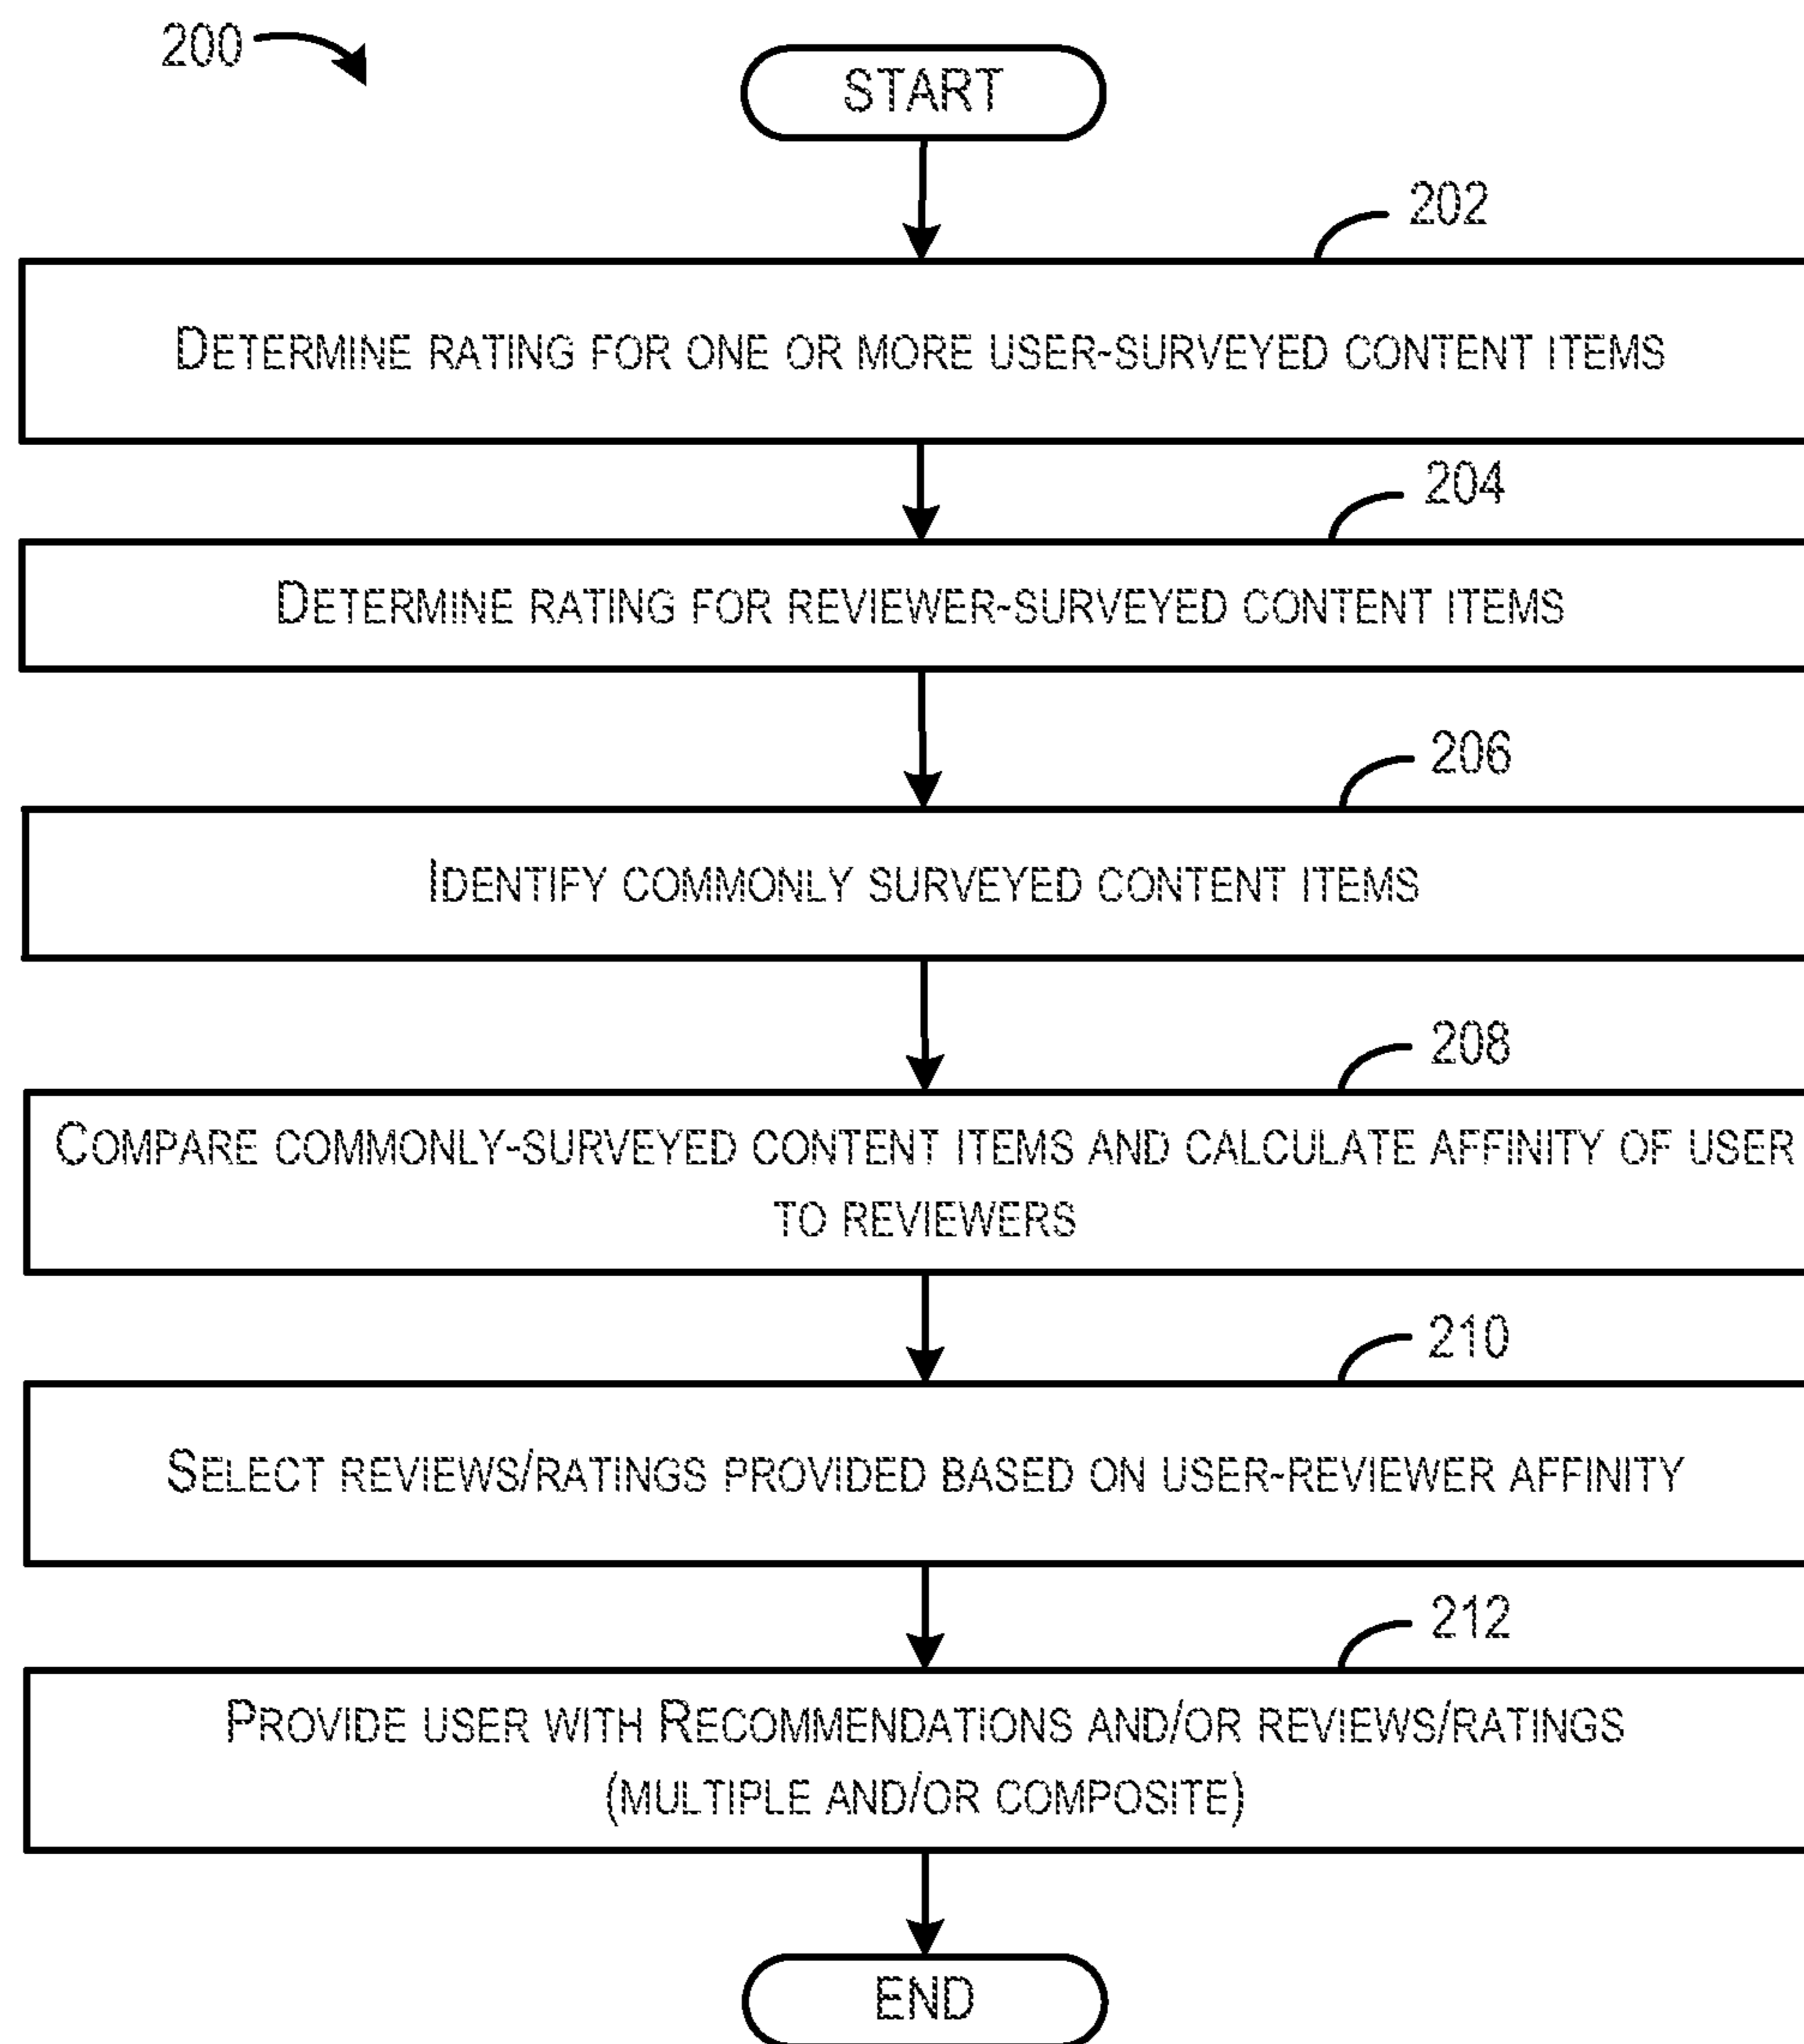 200
START
202
DETERMINE RATING FOR ONE OR MORE USER-SURVEYED CONTENT ITEMS
204
DETERMINE RATING FOR REVIEWER-SURVEYED CONTENT ITEMS
206
IDENTIFY COMMONLY SURVEYED CONTENT ITEMS
208
COMPARE COMMONLY-SURVEYED CONTENT ITEMS AND CALCULATE AFFINITY OF USER
TO REVIEWERS
210
SELECT REVIEWS/RATINGS PROVIDED BASED ON USER-REVIEWER AFFINITY
212
PROVIDE USER WITH RECOMMENDATIONS AND/OR REVIEWS/RATINGS
(MULTIPLE AND/OR COMPOSITE)
END